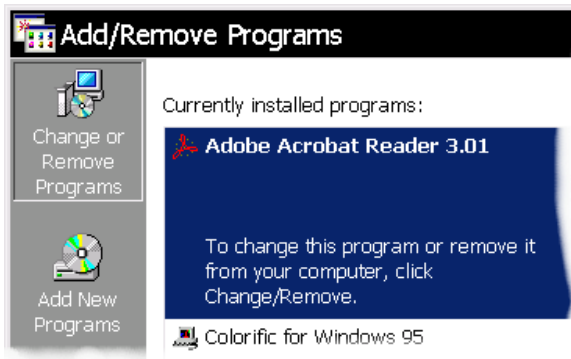 Add/Remove Programs
Change or
Remove
Programs
Add New
Programs
Currently installed programs:
Adobe Acrobat Reader 3.01
To change this program or remove it
from your computer, click
Change/Remove.
Colorific for Windows 95